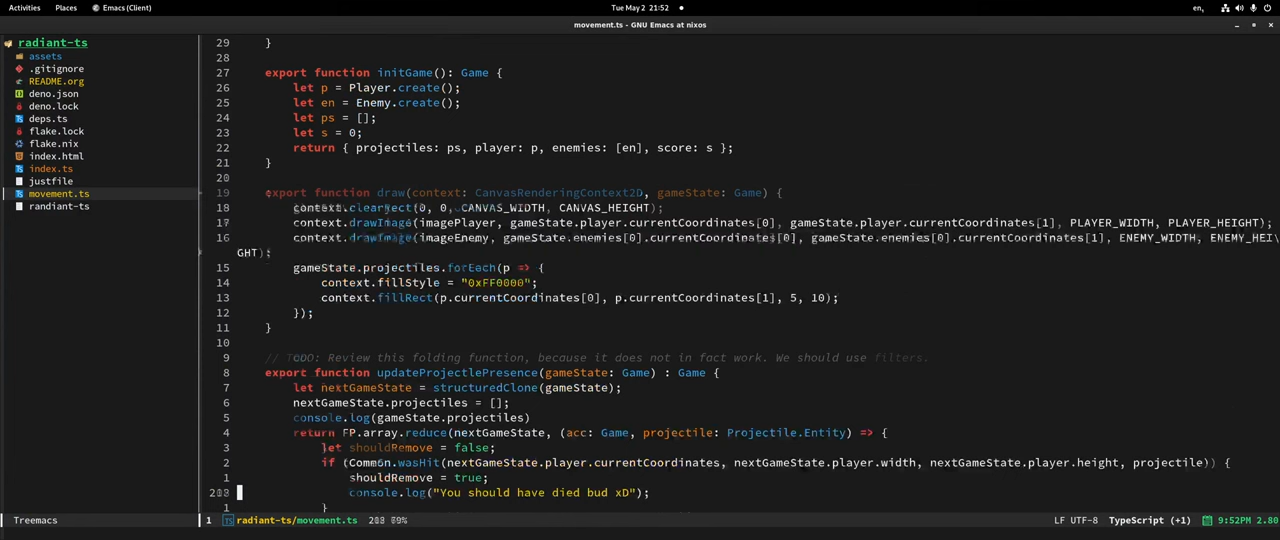 Activities Places Emacs (Client) Tue May 2 21:52 en,
movement.ts - GNU Emacs at nixos
radiant-ts
assets
.gitignore
README.org
deno.json
deno.lock
deps.ts
flake.lock
flake.nix
index.html
index.ts
justfile
movement.ts
randiant-ts
29 }
28
27 export function initGame(): Game {
26 let p = Player.create();
25 let en = Enemy.create();
24 let ps = [];
23 let s = 0;
22 return { projectiles: ps, player: p, enemies: [en], score: s };
21 }
20
19 export function draw(context: CanvasRenderingContext2D, gameState: Game) {
18 context.clearRect(0, 0, CANVAS_WIDTH, CANVAS_HEIGHT);
17 context.drawImage(imagePlayer, gameState.player.currentCoordinates[0], gameState.player.currentCoordinates[1], PLAYER_WIDTH, PLAYER_HEIGHT);
16 context.drawImage(imageEnemy, gameState.enemies[0].currentCoordinates[0], gameState.enemies[0].currentCoordinates[1], ENEMY_WIDTH, ENEMY_HEI\
GHT);
15 gameState.projectiles.forEach(p => {
14 context.fillStyle = "0xFF0000";
13 context.fillRect(p.currentCoordinates[0], p.currentCoordinates[1], 5, 10);
12 });
11 }
10
9 // TODO: Review this folding function, because it does not in fact work. We should use filters.
8 export function updateProjectlePresence(gameState: Game) : Game {
7 let nextGameState = structuredClone(gameState);
6 nextGameState.projectiles = [];
5 console.log(gameState.projectiles)
4 return FP.array.reduce(nextGameState, (acc: Game, projectile: Projectile.Entity) => {
3 let shouldRemove = false;
2 if (Common.wasHit(nextGameState.player.currentCoordinates, nextGameState.player.width, nextGameState.player.height, projectile)) {
1 shouldRemove = true;
console.log("You should have died bud xD");
1 }
Treemacs 1 radiant-ts/movement.ts LF UTF-8 TypeScript (+1) 9:52PM 2.80